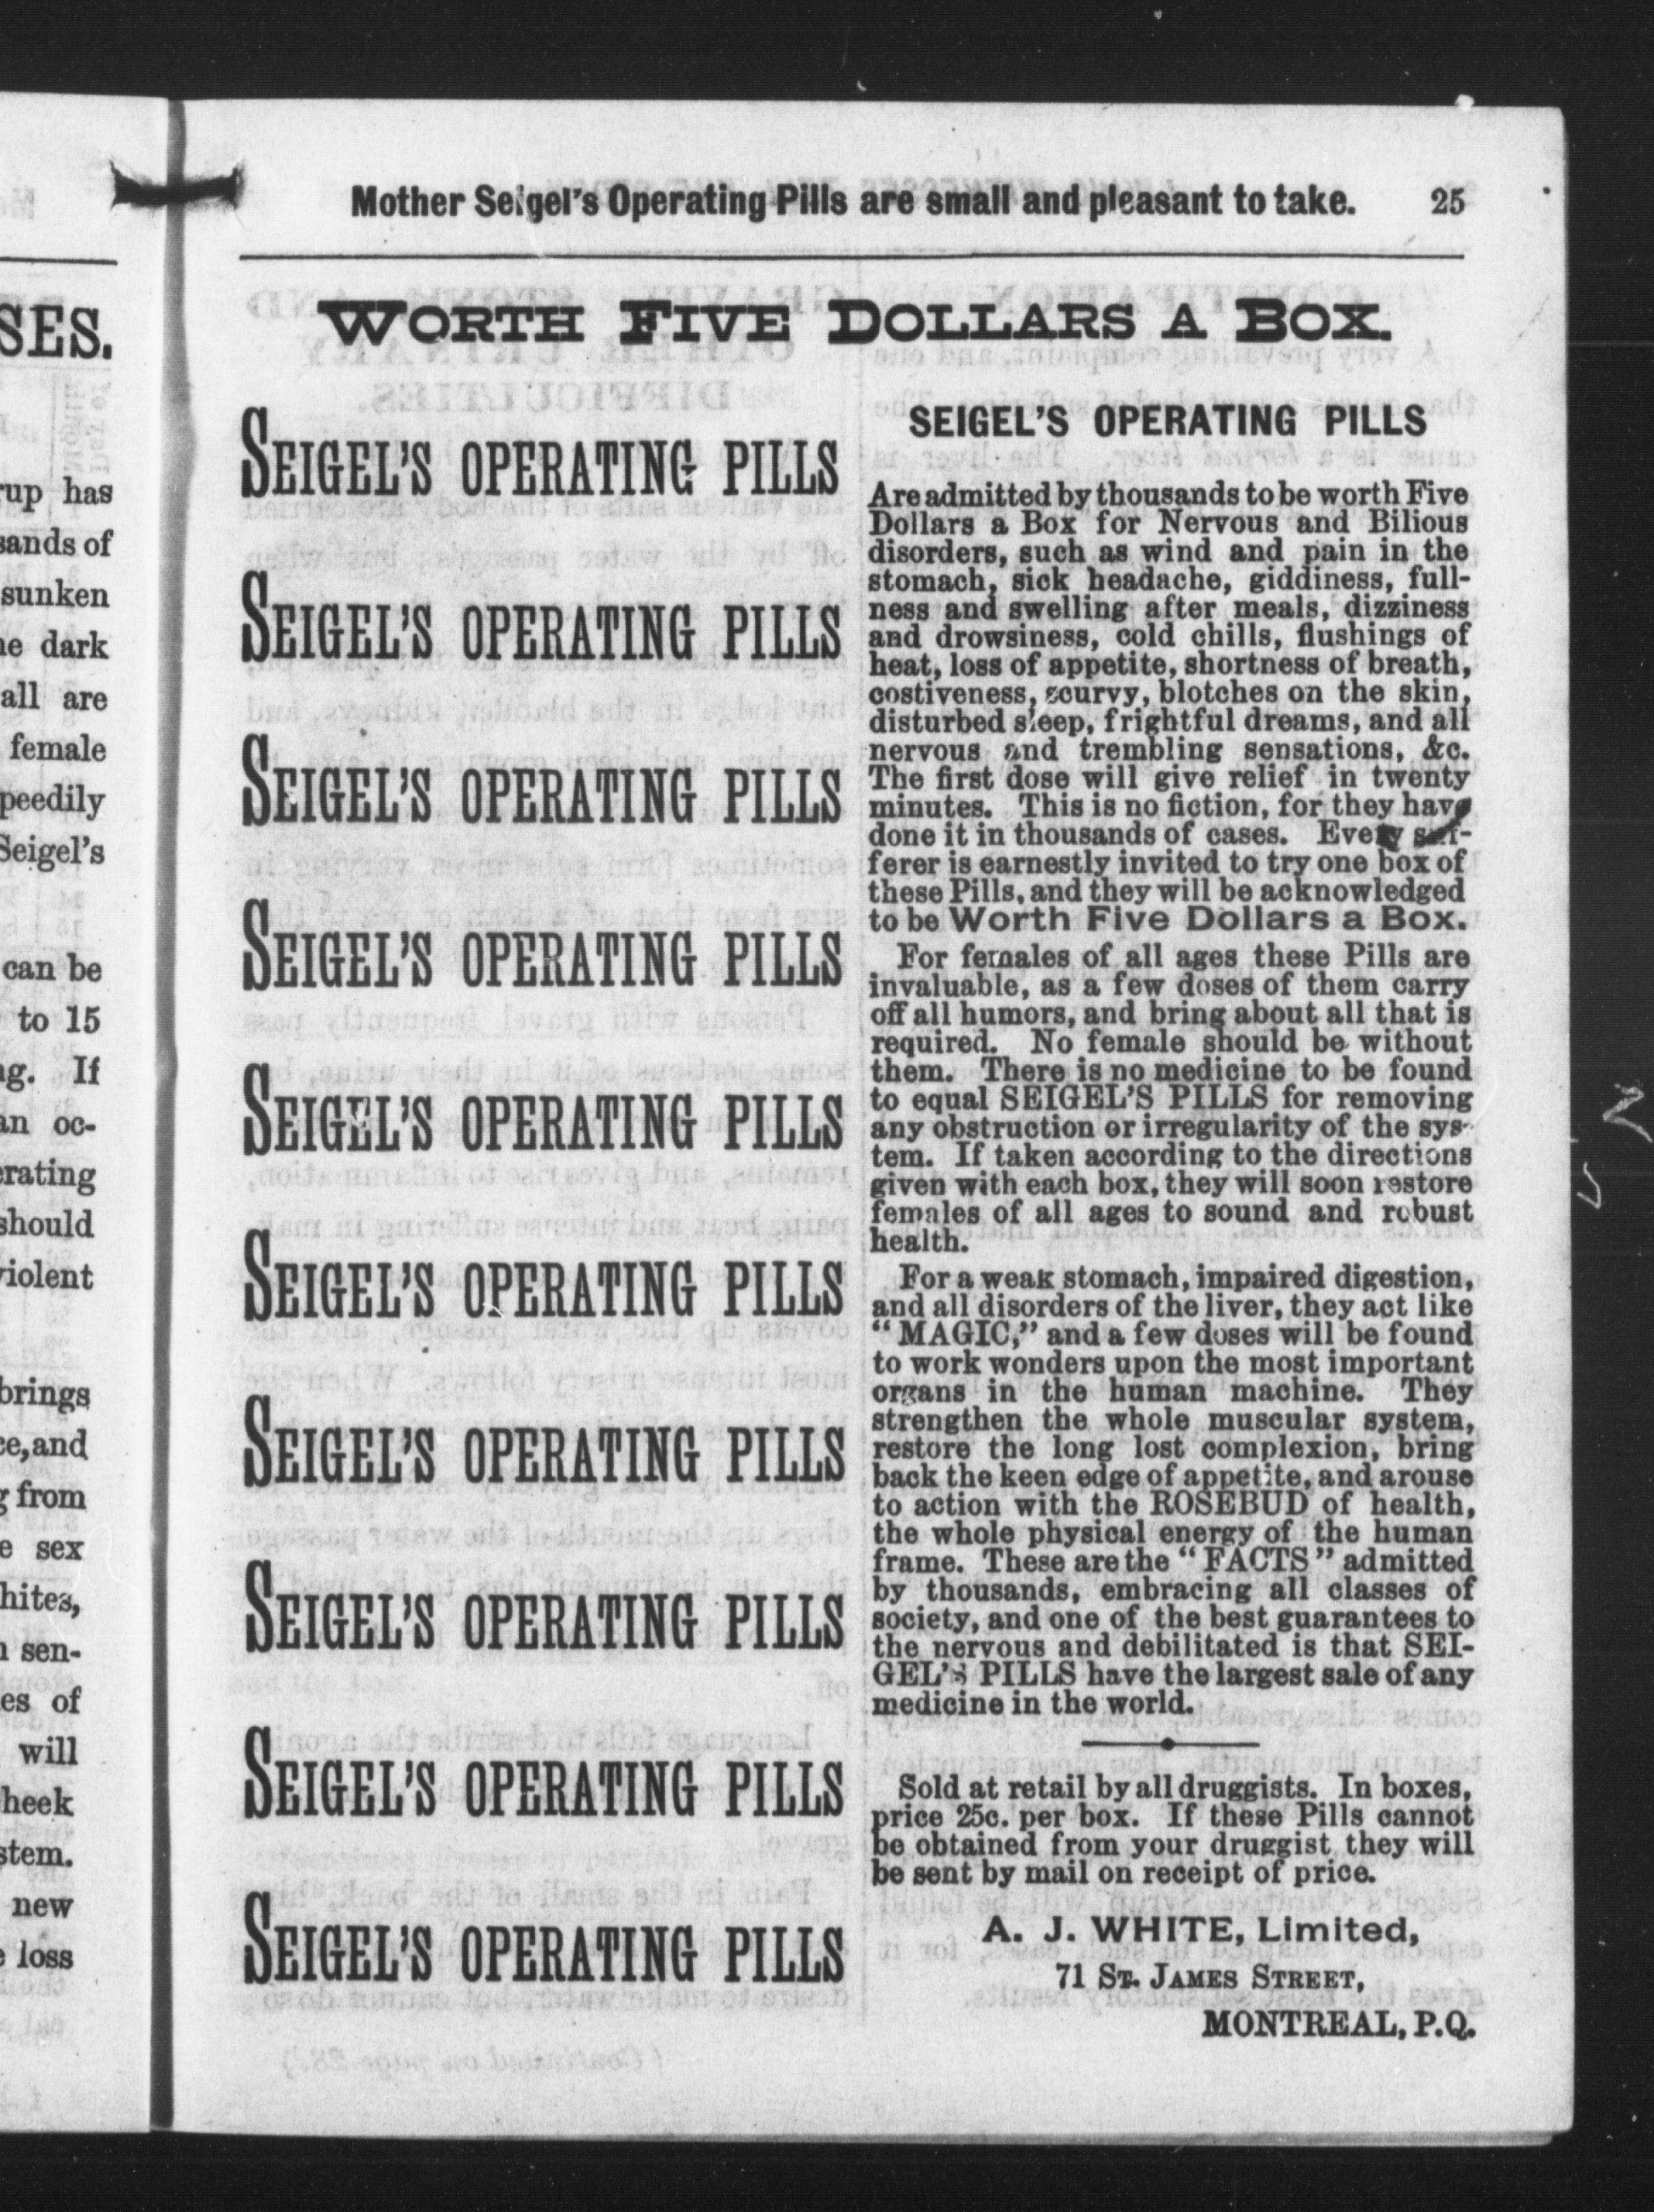 SES.
rup has
sands of
sunken
he dark
all are
female
peedily
Seigel's
can be
to 15
ng. If
an oc-
erating
should
violent
brings
ce, and
g from
e sex
hites,
n sen-
es of
will
heek
stem.
new
loss
Mother Seigel's Operating Pills are small and pleasant to take. 25
WORTH FIVE DOLLARS A BOX.
SEIGEL'S OPERATING PILLS
SEIGEL'S OPERATING PILLS
SEIGEL'S OPERATING PILLS
SEIGEL'S OPERATING PILLS
SEIGEL'S OPERATING PILLS
SEIGEL'S OPERATING PILLS
SEIGEL'S OPERATING PILLS
SEIGEL'S OPERATING PILLS
SEIGEL'S OPERATING PILLS
SEIGEL'S OPERATING PILLS
SEIGEL'S OPERATING PILLS
Are admitted by thousands to be worth Five
Dollars a Box for Nervous and Bilious
disorders, such as wind and pain in the
stomach, sick headache, giddiness, full-
ness and swelling after meals, dizziness
and drowsiness, cold chills, flushings of
heat, loss of appetite, shortness of breath,
costiveness, scurvy, blotches on the skin,
disturbed sleep, frightful dreams, and all
nervous and trembling sensations, &c.
The first dose will give relief in twenty
minutes. This is no fiction, for they have
done it in thousands of cases. Every suf-
ferer is earnestly invited to try one box of
these Pills, and they will be acknowledged
to be Worth Five Dollars a Box.
For females of all ages these Pills are
invaluable, as a few doses of them carry
off all humors, and bring about all that is
required. No female should be without
them. There is no medicine to be found
to equal SEIGEL'S PILLS for removing
any obstruction or irregularity of the sys-
tem. If taken according to the directions
given with each box, they will soon restore
females of all ages to sound and robust
health.
For a weak stomach, impaired digestion,
and all disorders of the liver, they act like
"MAGIC," and a few doses will be found
to work wonders upon the most important
organs in the human machine. They
strengthen the whole muscular system,
restore the long lost complexion, bring
back the keen edge of appetite, and arouse
to action with the ROSEBUD of health,
the whole physical energy of the human
frame. These are the "FACTS" admitted
by thousands, embracing all classes of
society, and one of the best guarantees to
the nervous and debilitated is that SEI-
GEL'S PILLS have the largest sale of any
medicine in the world.
Sold at retail by all druggists. In boxes,
price 25c. per box. If these Pills cannot
be obtained from your druggist they will
be sent by mail on receipt of price.
A. J. WHITE, Limited,
71 ST. JAMES STREET,
MONTREAL, P.Q.